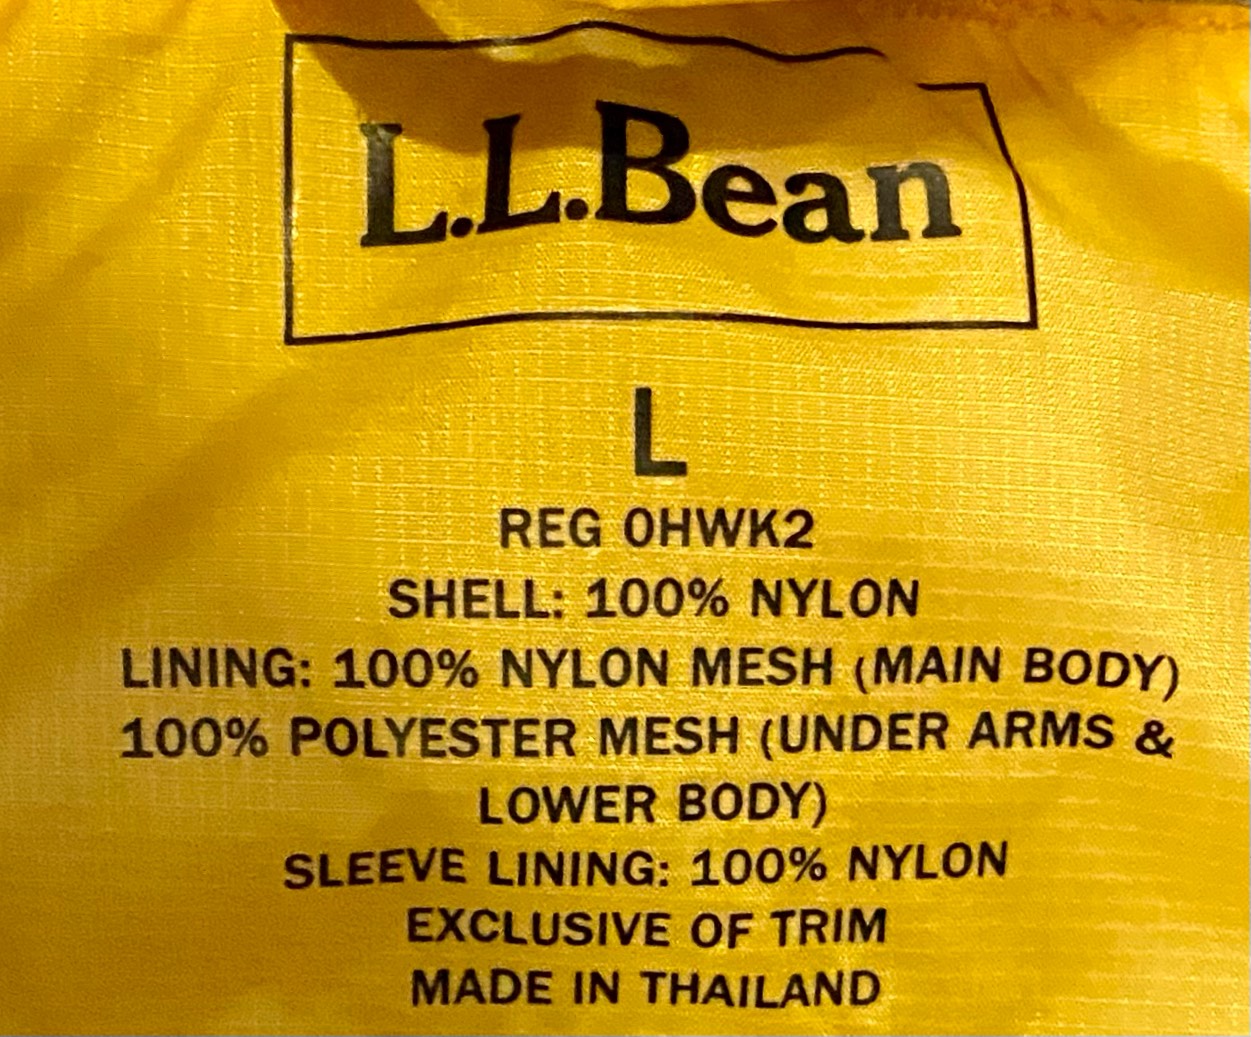 L.L.Bean
L
REG 0HWK2
SHELL: 100% NYLON
LINING: 100% NYLON MESH (MAIN BODY)
100% POLYESTER MESH (UNDER ARMS &
LOWER BODY)
SLEEVE LINING: 100% NYLON
EXCLUSIVE OF TRIM
MADE IN THAILAND